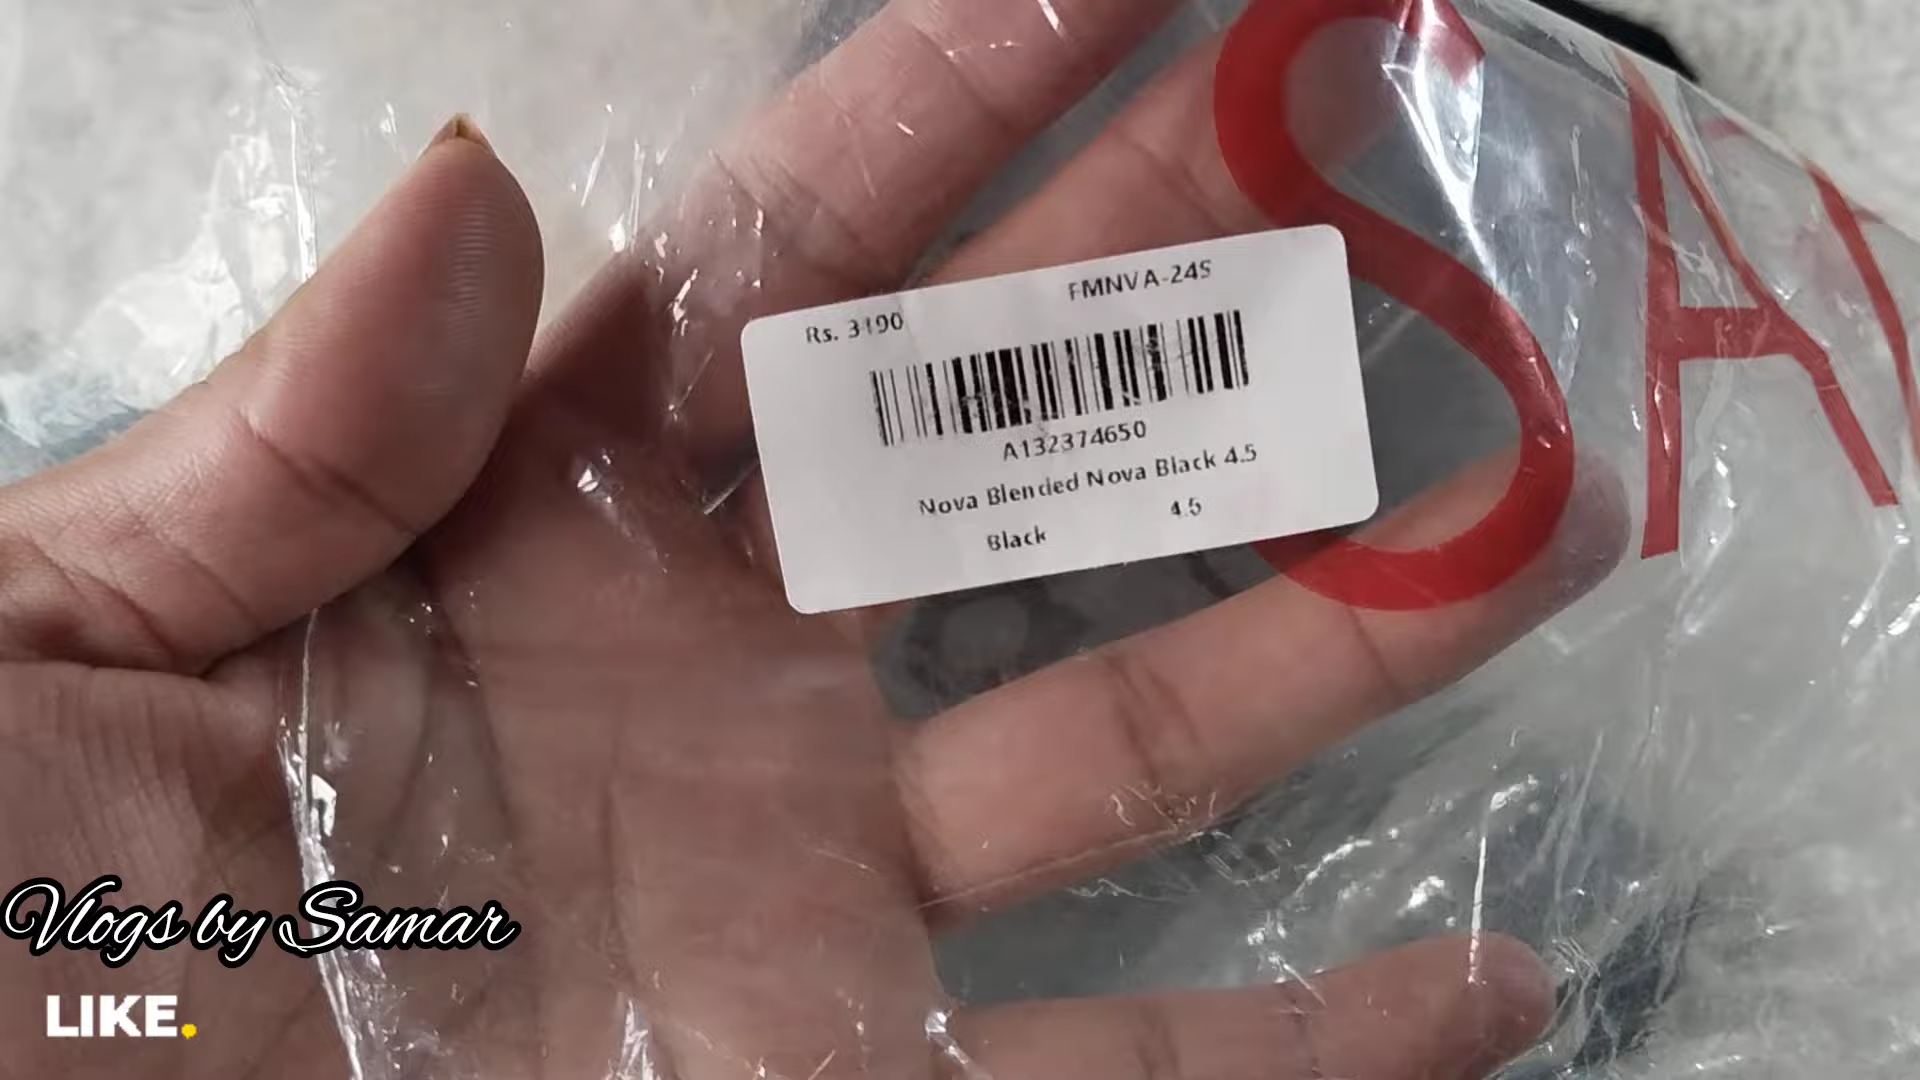 Rs. 3190
FMNVA-24S
A132374650
Nova Blended Nova Black 4.5
Black 4.5
SA
Vlogs by Samar
LIKE.